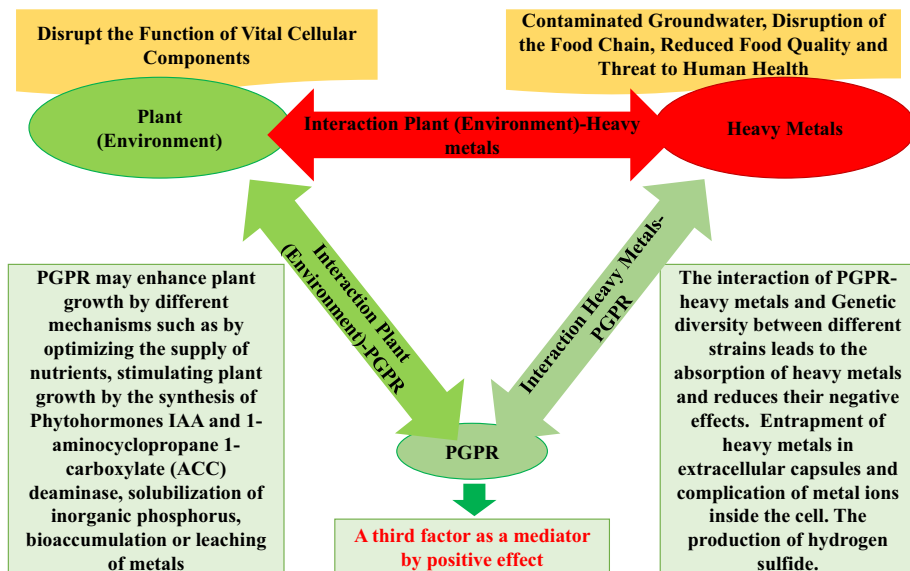 Disrupt the Function of Vital Cellular
Components
Contaminated Groundwater, Disruption of
the Food Chain, Reduced Food Quality and
Threat to Human Health
Plant
(Environment)
Interaction Plant (Environment)-Heavy
metals
Heavy Metals
Interaction Plant
(Environment)-PGPR
Interaction Heavy Metals-
PGPR
PGPR may enhance plant
growth by different
mechanisms such as by
optimizing the supply of
nutrients, stimulating plant
growth by the synthesis of
Phytohormones IAA and 1-
aminocyclopropane 1-
carboxylate (ACC)
deaminase, solubilization of
inorganic phosphorus,
bioaccumulation or leaching
of metals
PGPR
A third factor as a mediator
by positive effect
The interaction of PGPR-
heavy metals and Genetic
diversity between different
strains leads to the
absorption of heavy metals
and reduces their negative
effects. Entrapment of
heavy metals in
extracellular capsules and
complication of metal ions
inside the cell. The
production of hydrogen
sulfide.